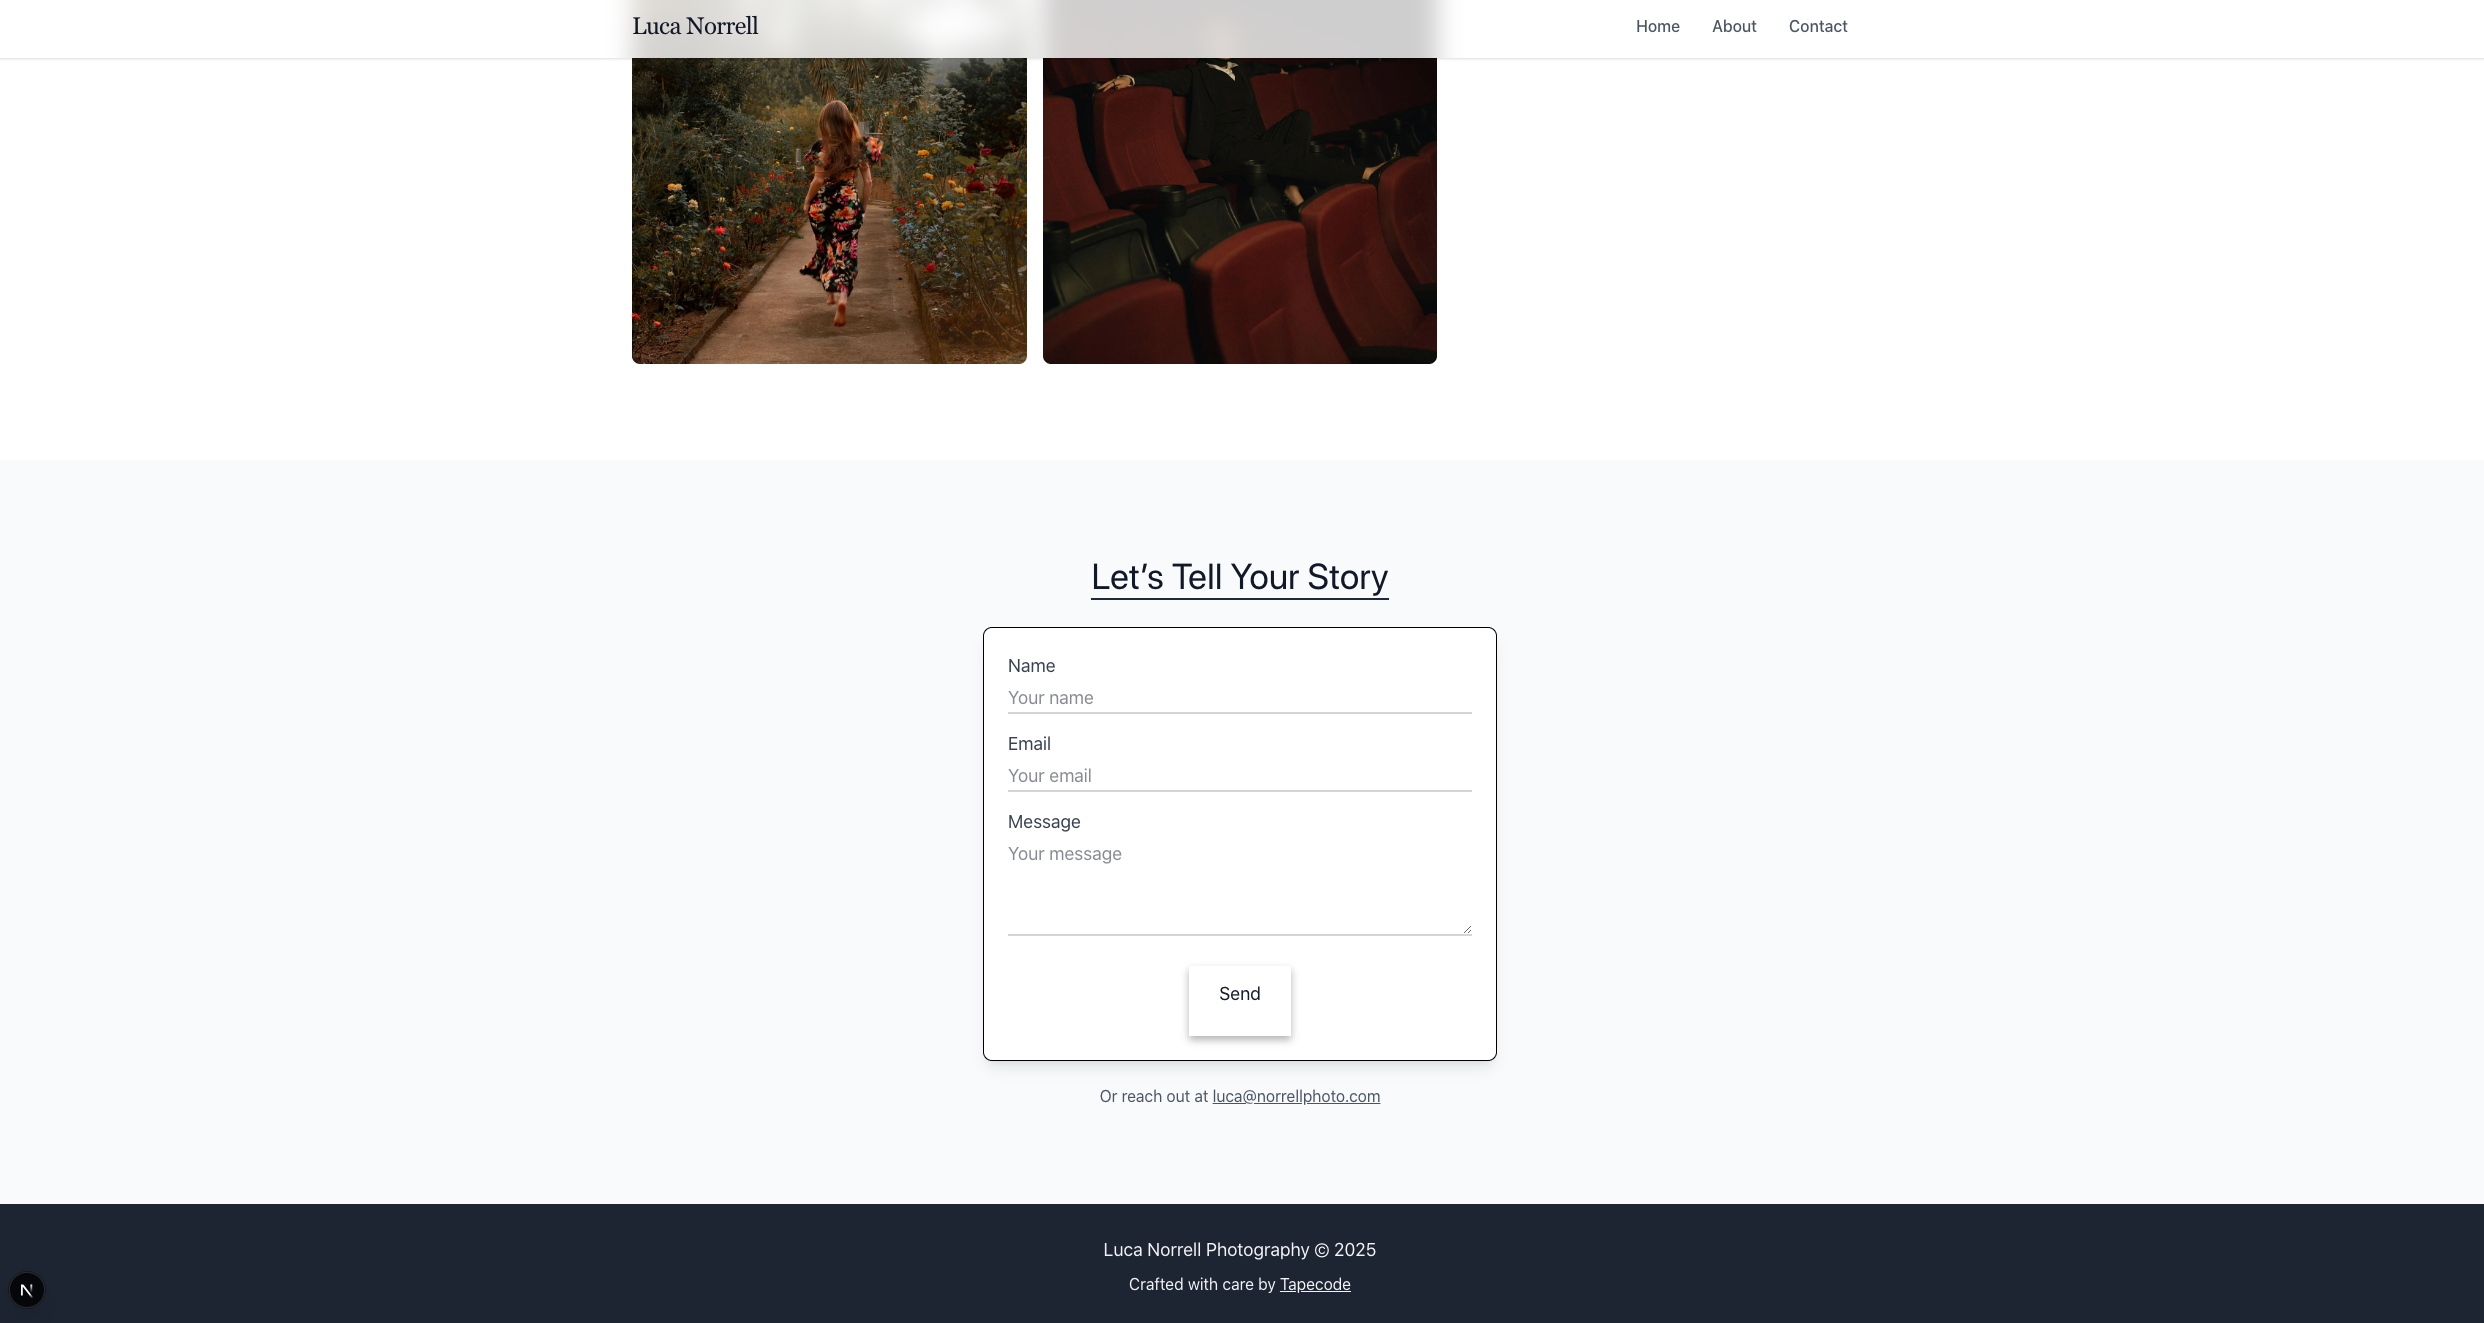 Luca Norrell
Home About Contact
Let’s Tell Your Story
Name
Your name
Email
Your email
Message
Your message
Send
Or reach out at luca@norrellphoto.com
Luca Norrell Photography © 2025
Crafted with care by Tapecode
N